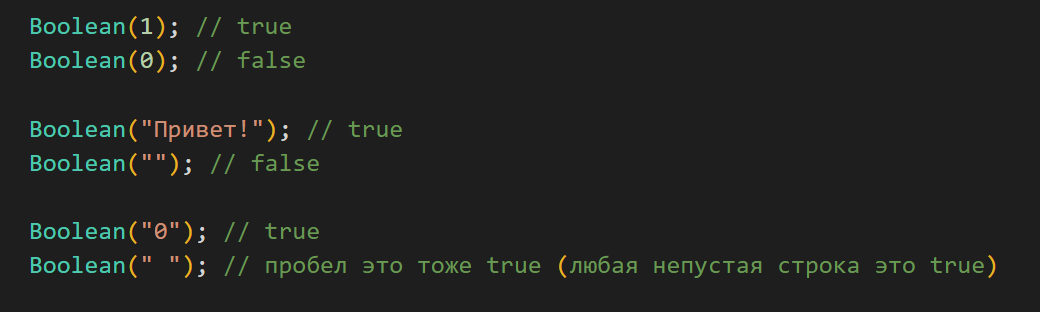 Boolean(1); // true
Boolean(0); // false
Boolean("Привет!"); // true
Boolean(""); // false
Boolean("0"); // true
Boolean(" "); // пробел это тоже true (любая непустая строка это true)